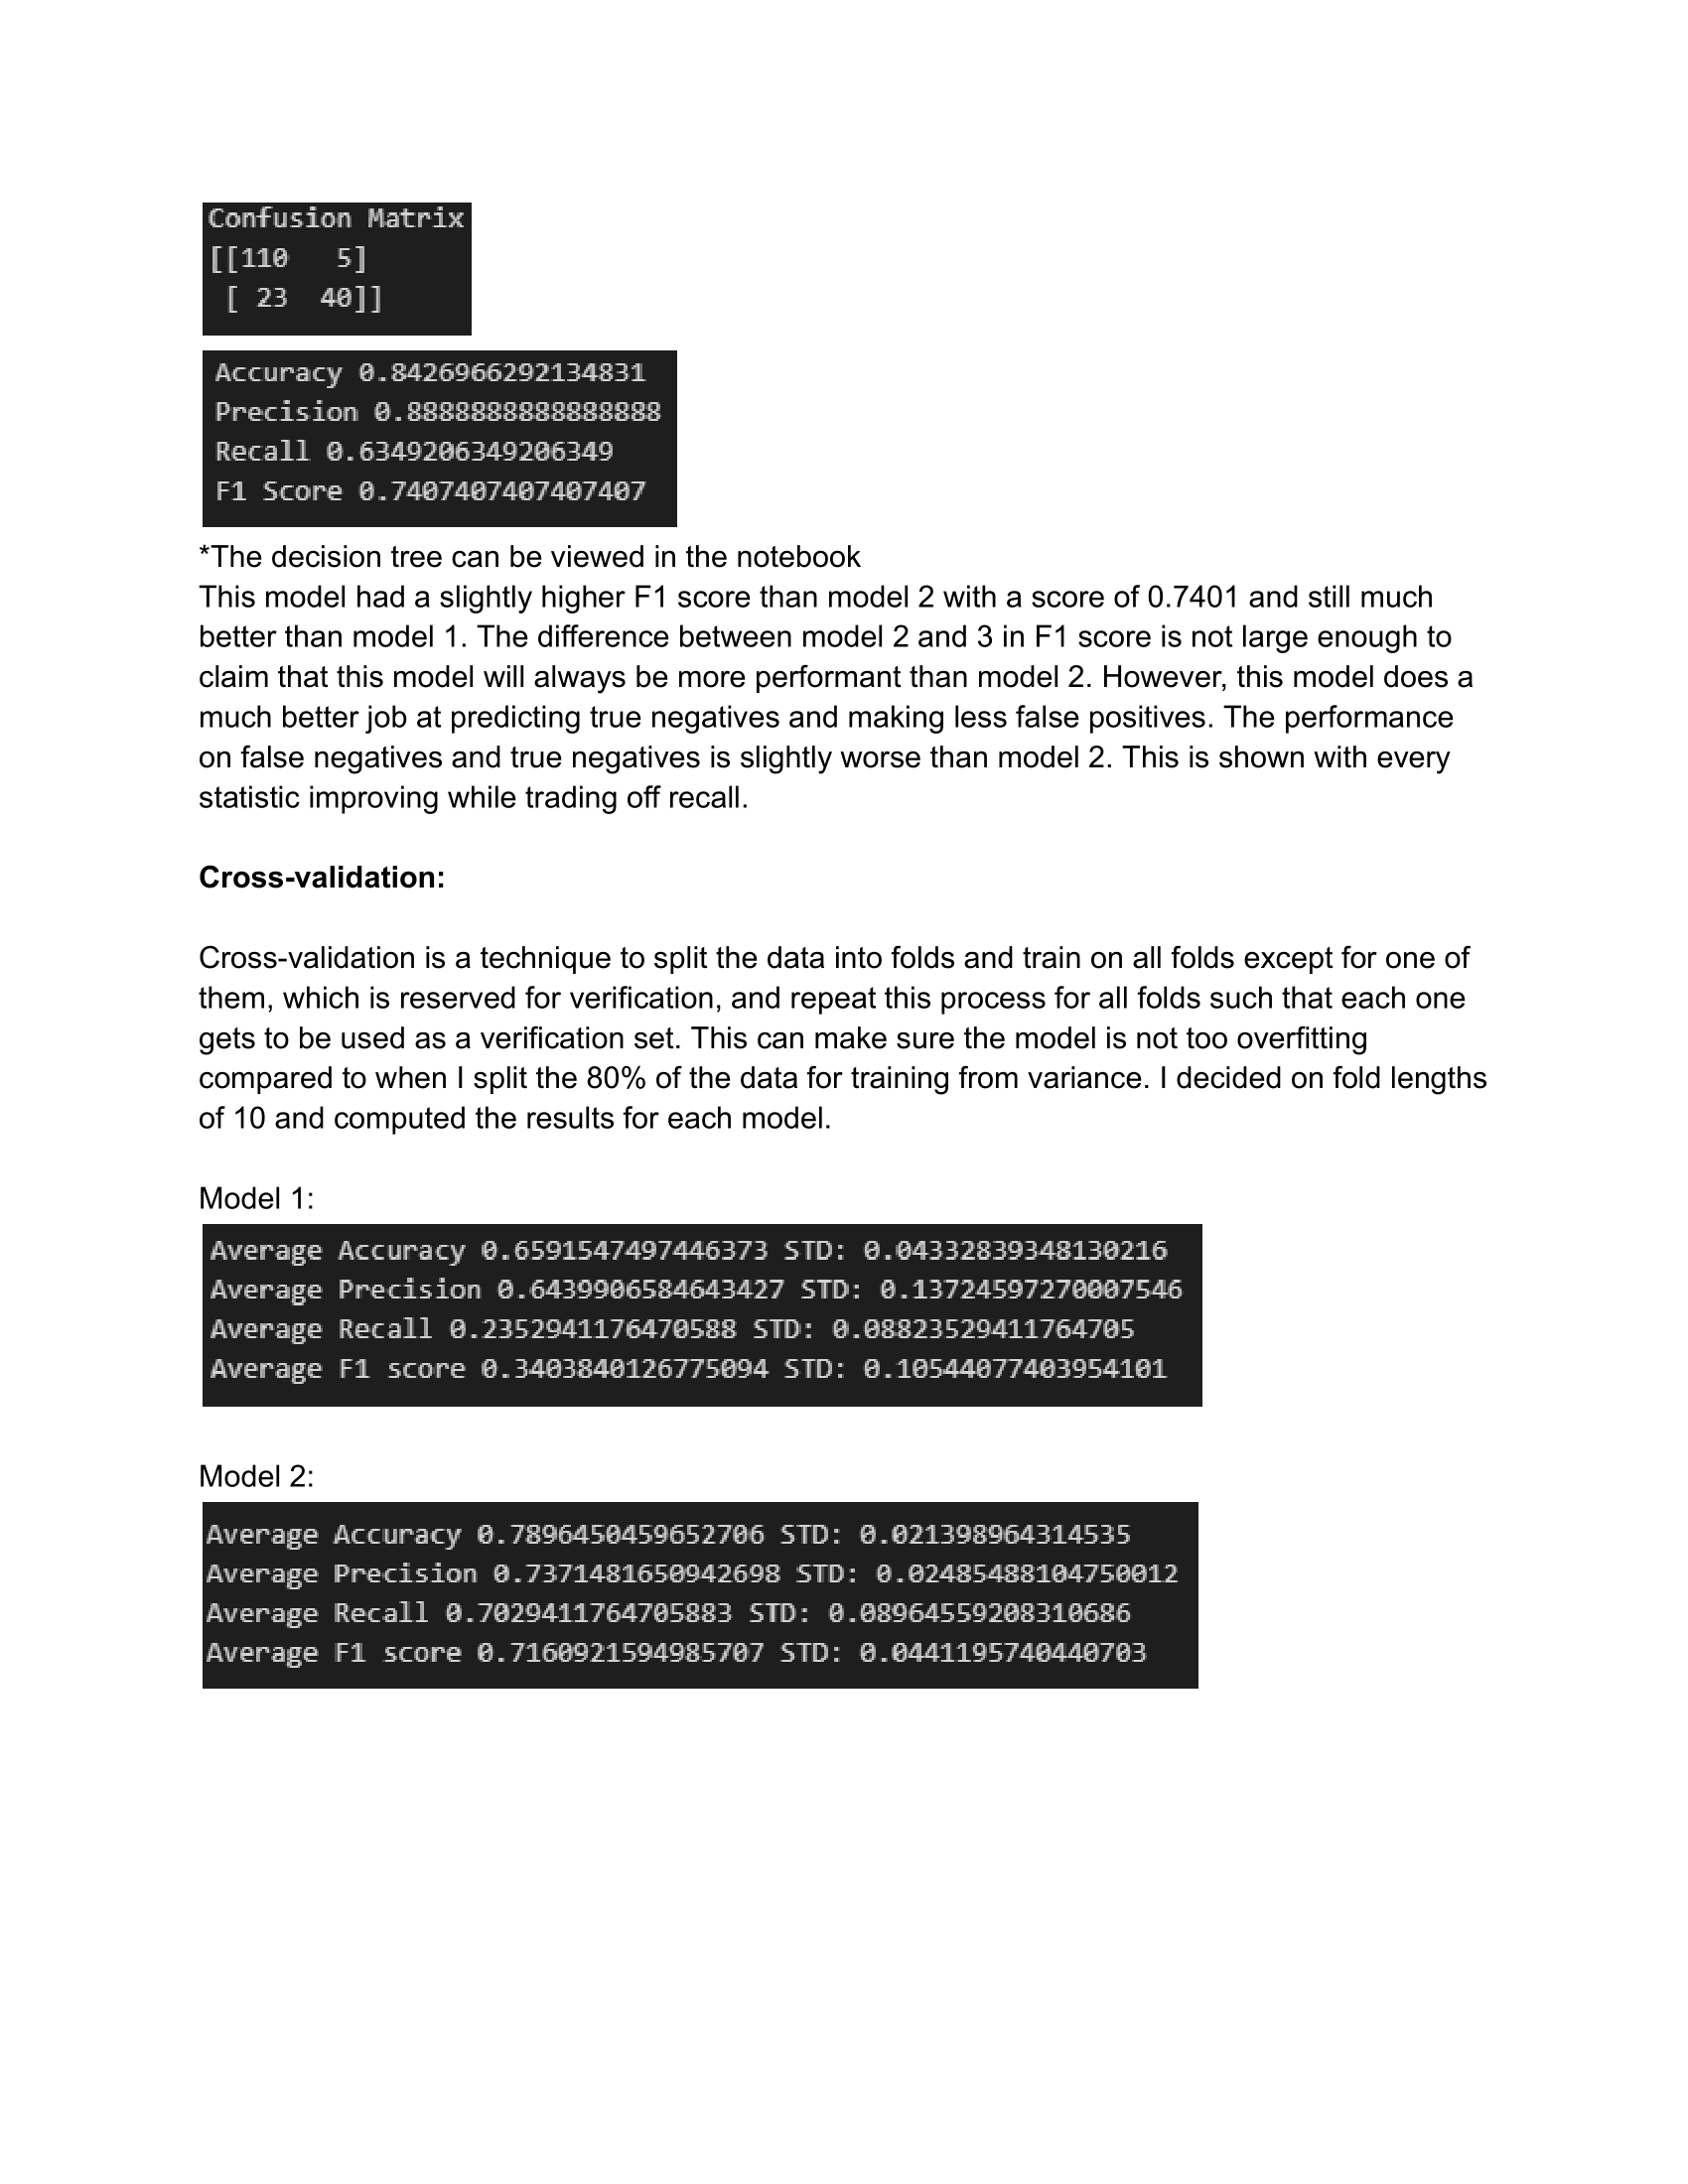 Confusion Matrix
[[110   5]
 [ 23  40]]
Accuracy 0.8426966292134831
Precision 0.8888888888888888
Recall 0.6349206349206349
F1 Score 0.7407407407407407
*The decision tree can be viewed in the notebook
This model had a slightly higher F1 score than model 2 with a score of 0.7401 and still much
better than model 1. The difference between model 2 and 3 in F1 score is not large enough to
claim that this model will always be more performant than model 2. However, this model does a
much better job at predicting true negatives and making less false positives. The performance
on false negatives and true negatives is slightly worse than model 2. This is shown with every
statistic improving while trading off recall.
Cross-validation:
Cross-validation is a technique to split the data into folds and train on all folds except for one of
them, which is reserved for verification, and repeat this process for all folds such that each one
gets to be used as a verification set. This can make sure the model is not too overfitting
compared to when I split the 80% of the data for training from variance. I decided on fold lengths
of 10 and computed the results for each model.
Model 1:
Average Accuracy 0.6591547497446373 STD: 0.04332839348130216
Average Precision 0.6439906584643427 STD: 0.13724597270007546
Average Recall 0.2352941176470588 STD: 0.08823529411764705
Average F1 score 0.3403840126775094 STD: 0.10544077403954101
Model 2:
Average Accuracy 0.7896450459652706 STD: 0.021398964314535
Average Precision 0.7371481650942698 STD: 0.02485488104750012
Average Recall 0.7029411764705883 STD: 0.08964559208310686
Average F1 score 0.7160921594985707 STD: 0.0441195740440703